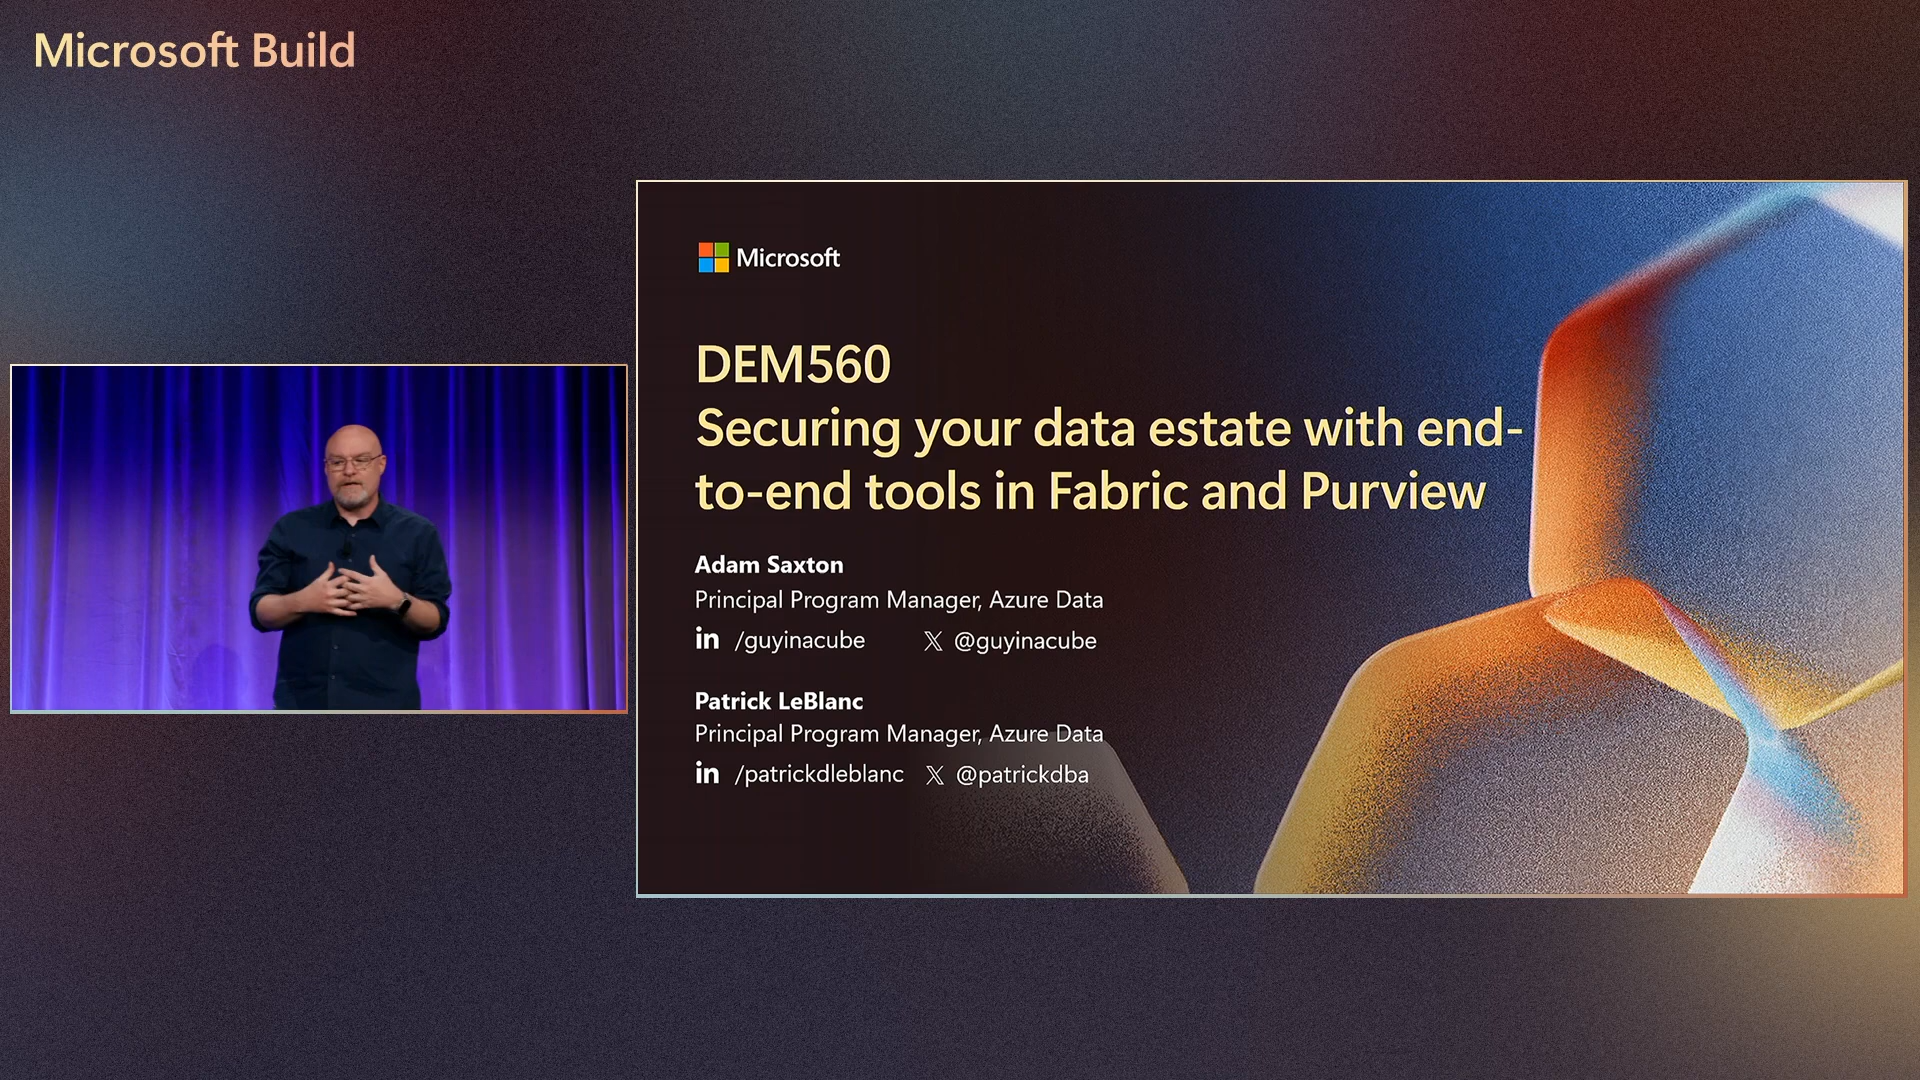 Microsoft Build
Microsoft
DEM560
Securing your data estate with end-
to-end tools in Fabric and Purview
Adam Saxton
Principal Program Manager, Azure Data
in /guyinacube X @guyinacube
Patrick LeBlanc
Principal Program Manager, Azure Data
in /patrickdleblanc X @patrickdba